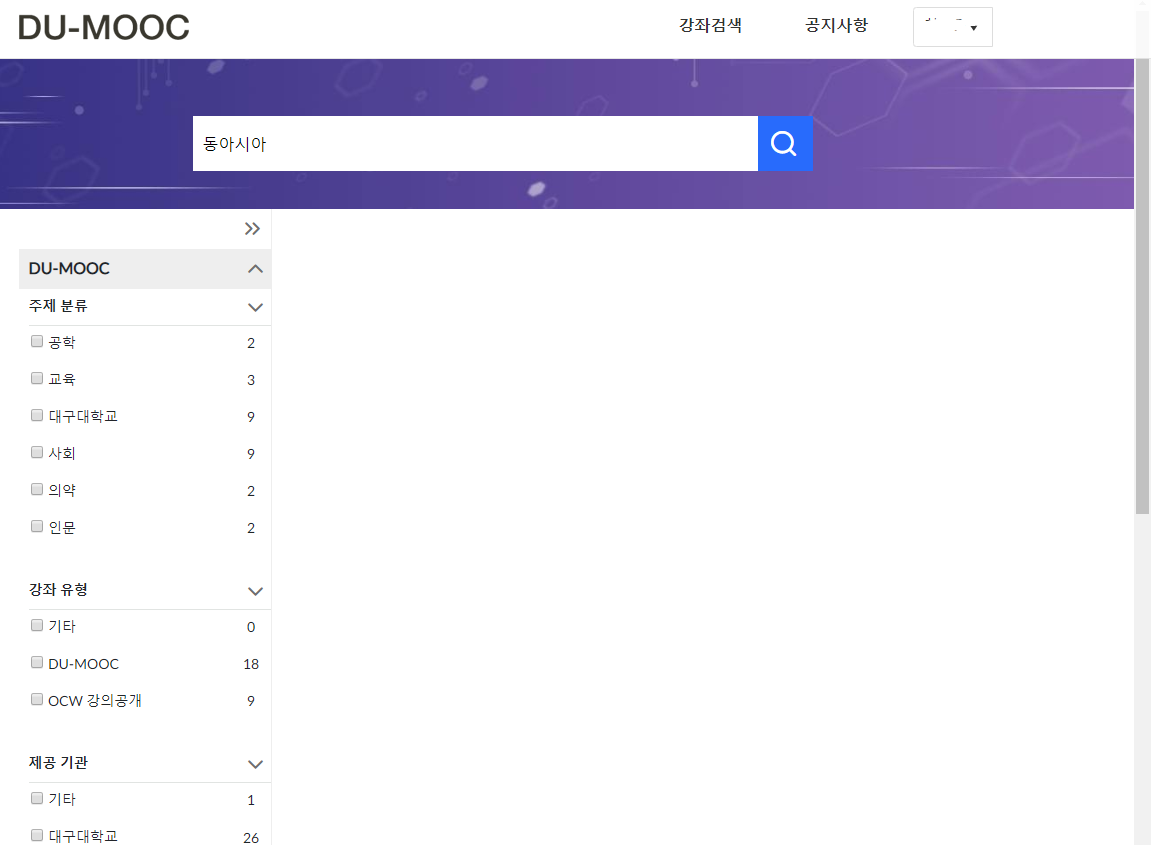 DU-MOOC
강좌검색 공지사항
동아시아
DU-MOOC
주제 분류
공학 2
교육 3
대구대학교 9
사회 9
의약 2
인문 2
강좌 유형
기타 0
DU-MOOC 18
OCW 강의공개 9
제공 기관
기타 1
대구대학교 26